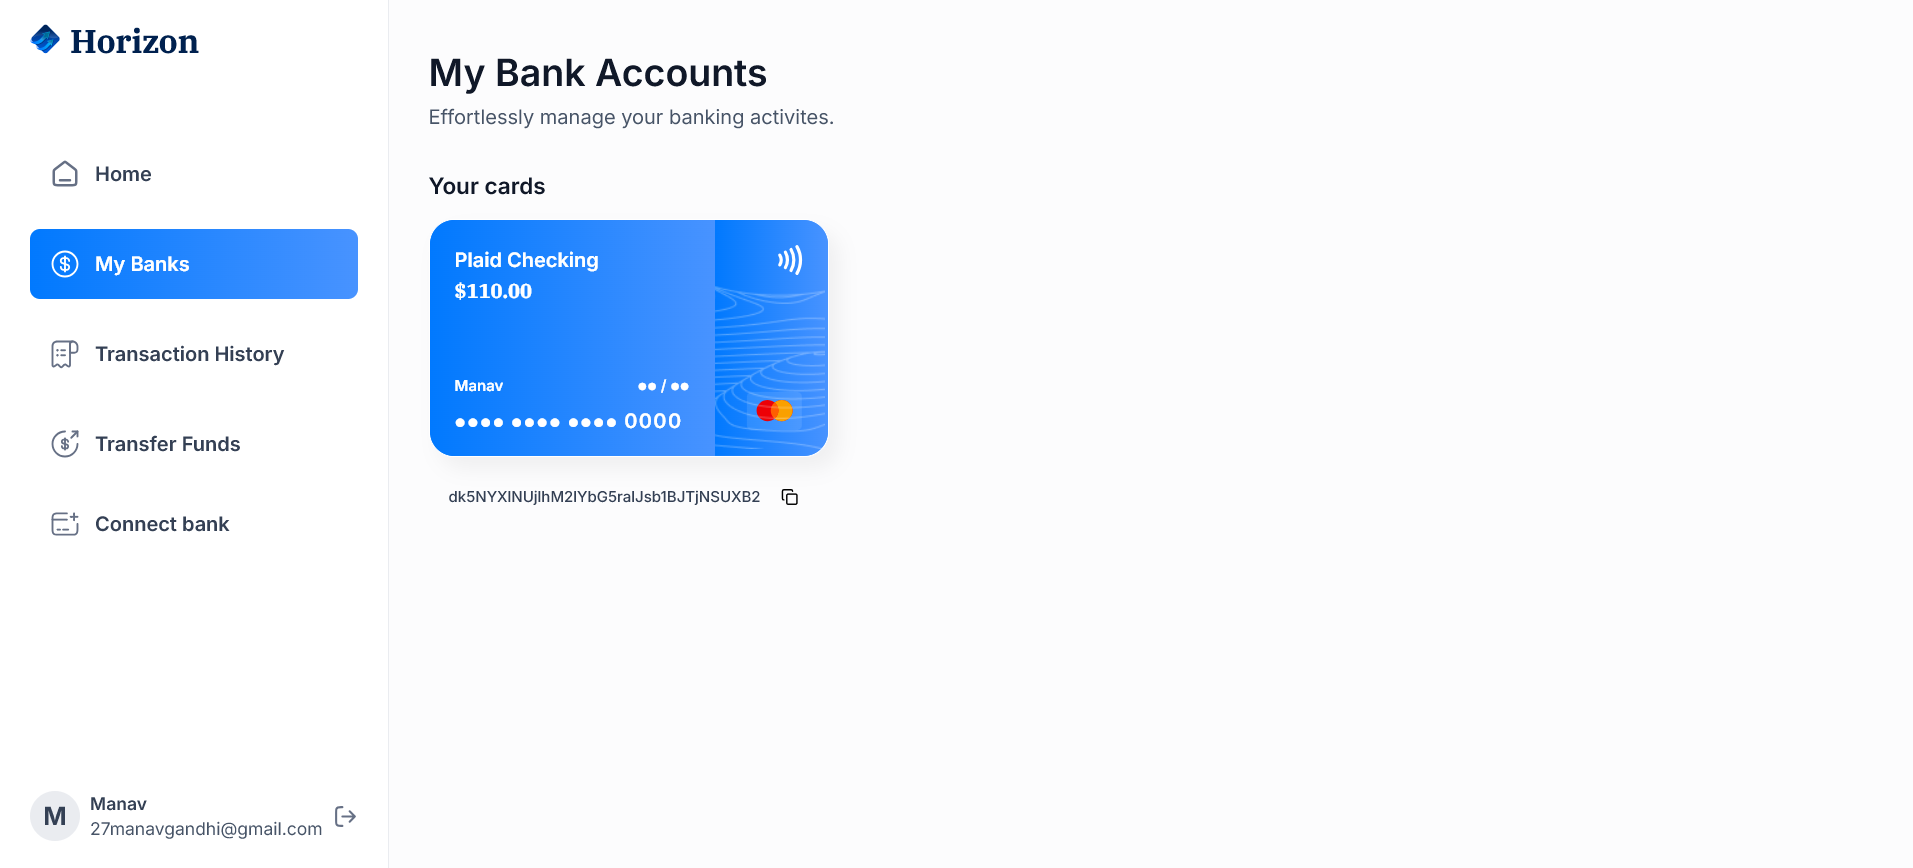 Horizon
Home
My Banks
Transaction History
Transfer Funds
Connect bank
M
Manav
27manavgandhi@gmail.com
My Bank Accounts
Effortlessly manage your banking activites.
Your cards
Plaid Checking
$110.00
Manav ●● / ●●
●●●● ●●●● ●●●● 0000